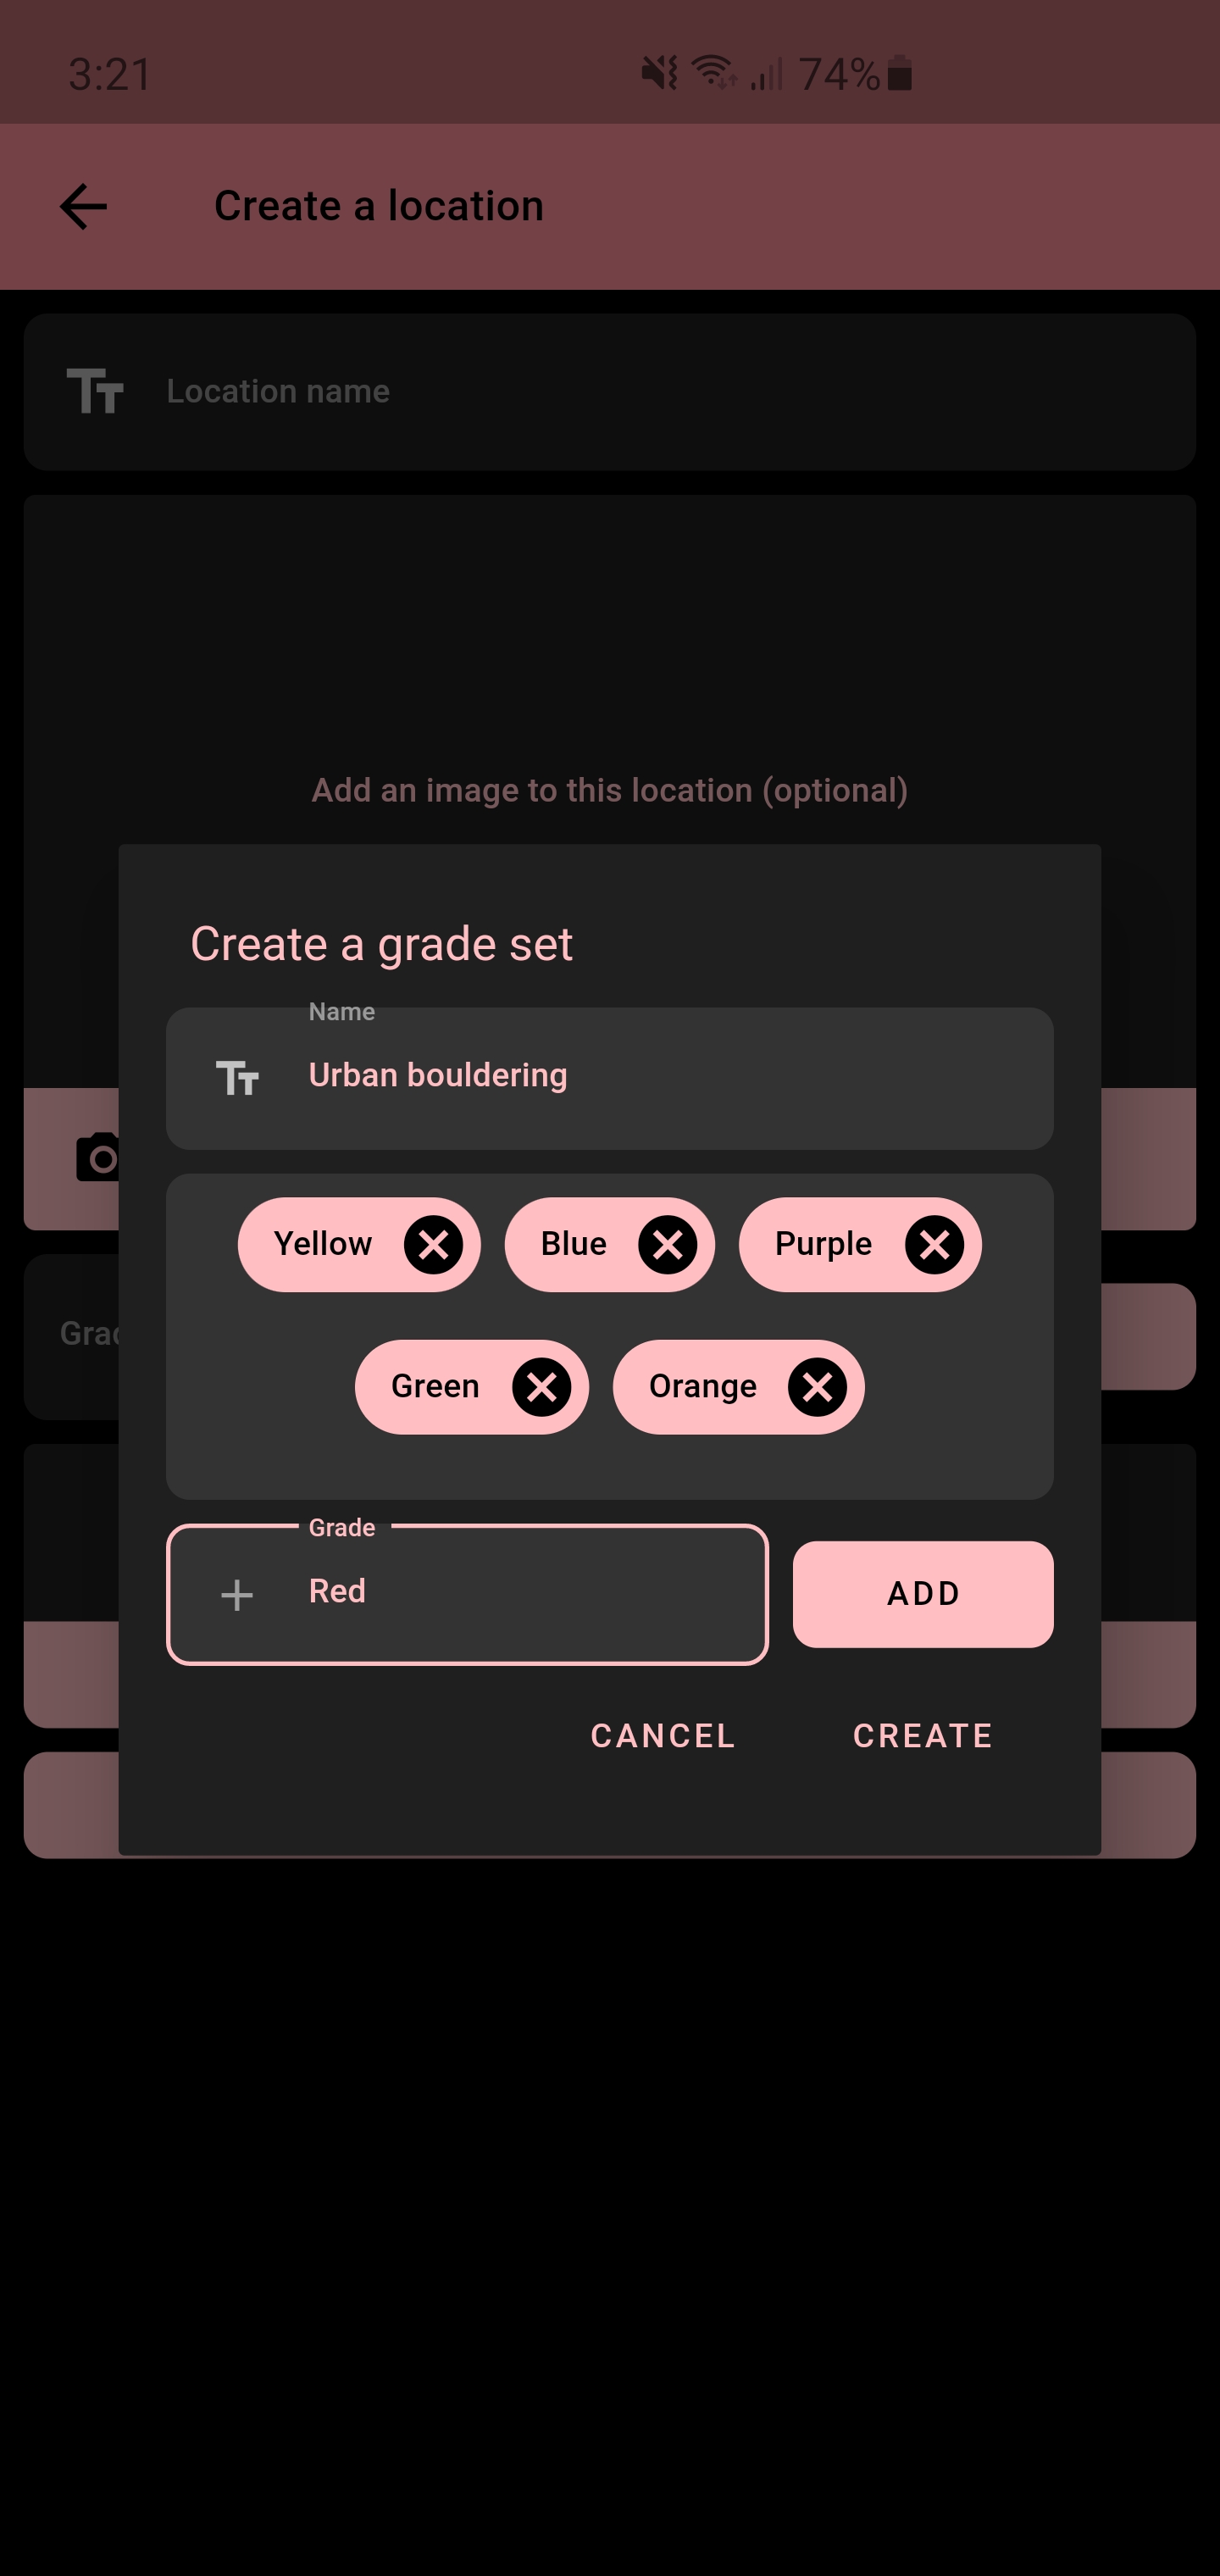 3:21 74%
Create a location
Location name
Add an image to this location (optional)
Create a grade set
Name
Urban bouldering
Yellow Blue Purple
Green Orange
Grade
Red ADD
CANCEL CREATE